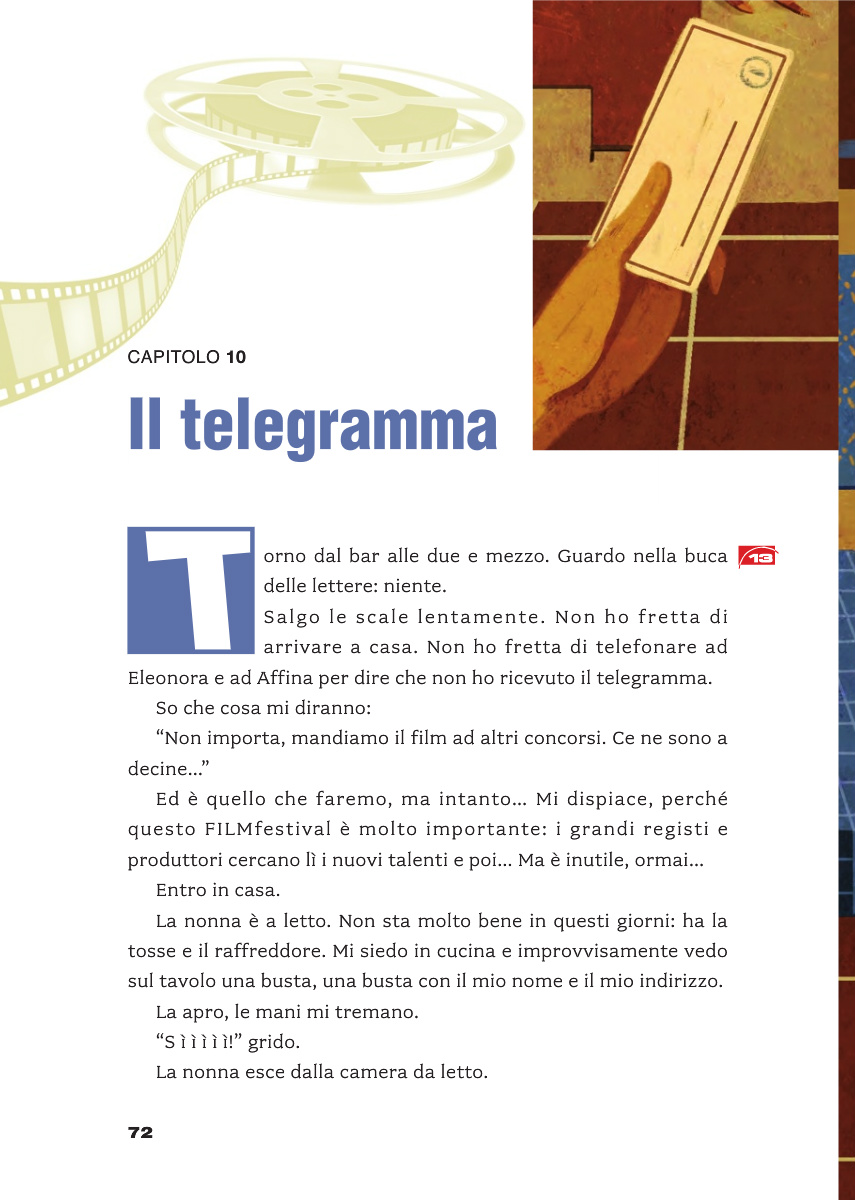 CAPITOLO 10
Il telegramma
Torno dal bar alle due e mezzo. Guardo nella buca
13
delle lettere: niente.
Salgo le scale lentamente. Non ho fretta di
arrivare a casa. Non ho fretta di telefonare ad
Eleonora e ad Affina per dire che non ho ricevuto il telegramma.
So che cosa mi diranno:
“Non importa, mandiamo il film ad altri concorsi. Ce ne sono a
decine...”
Ed è quello che faremo, ma intanto... Mi dispiace, perché
questo FILMfestival è molto importante: i grandi registi e
produttori cercano lì i nuovi talenti e poi... Ma è inutile, ormai...
Entro in casa.
La nonna è a letto. Non sta molto bene in questi giorni: ha la
tosse e il raffreddore. Mi siedo in cucina e improvvisamente vedo
sul tavolo una busta, una busta con il mio nome e il mio indirizzo.
La apro, le mani mi tremano.
“S ì ì ì ì ì!” grido.
La nonna esce dalla camera da letto.
72